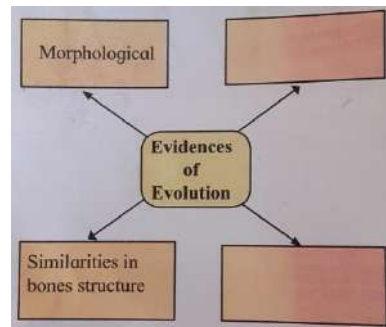 Morphological
Evidences
of
Evolution
Similarities in
bones structure